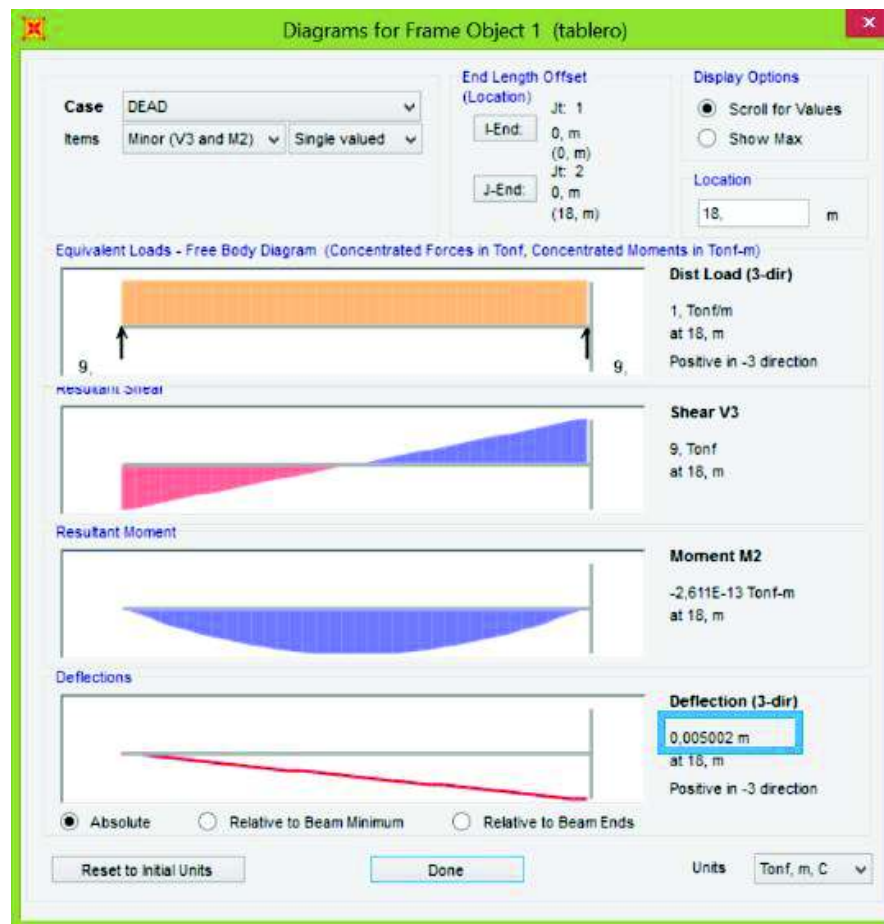 Diagrams for Frame Object 1 (tablero)
Case DEAD
Items Minor (V3 and M2) Single valued
End Length Offset
(Location)
I-End: Jt: 1
0, m
(0, m)
J-End: Jt: 2
0, m
(18, m)
Display Options
Scroll for Values
Show Max
Location
18, m
Equivalent Loads - Free Body Diagram (Concentrated Forces in Tonf, Concentrated Moments in Tonf-m)
9,
9,
Dist Load (3-dir)
1, Tonf/m
at 18, m
Positive in -3 direction
Resultant Shear
Shear V3
9, Tonf
at 18, m
Resultant Moment
Moment M2
-2,611E-13 Tonf-m
at 18, m
Deflections
Deflection (3-dir)
0,005002 m
at 18, m
Positive in -3 direction
Absolute Relative to Beam Minimum Relative to Beam Ends
Reset to Initial Units Done Units Tonf, m, C